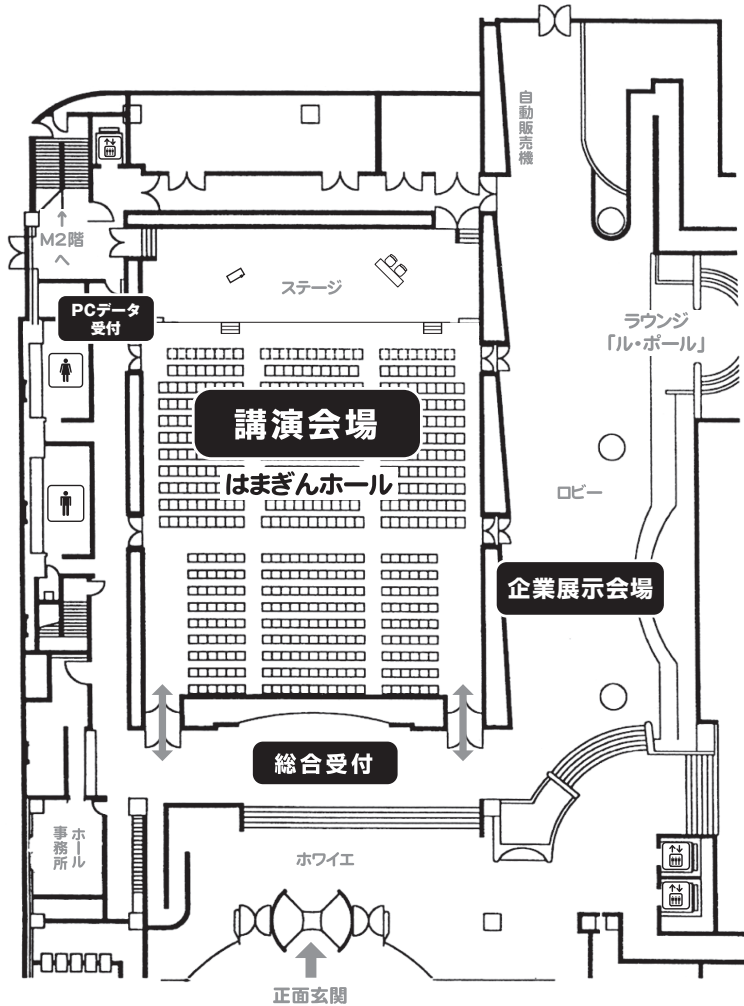 自動販売機
M2階
へ
ステージ
PCデータ
受付
ラウンジ
「ル・ポール」
講演会場
はまぎんホール
ロビー
企業展示会場
総合受付
ホール
事務所
ホワイエ
正面玄関